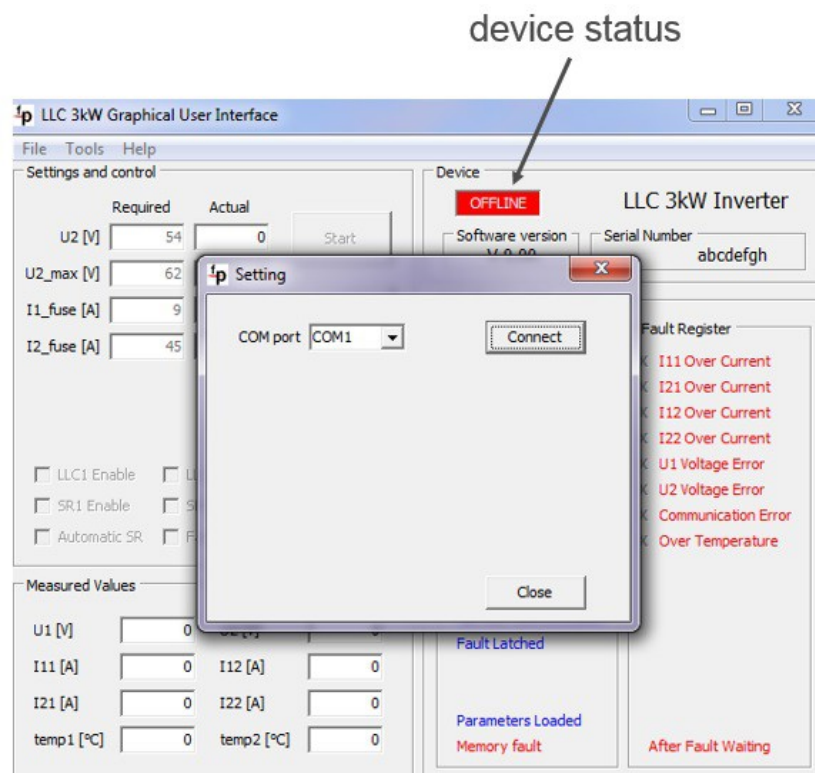 device status
LLC 3kW Graphical User Interface
File Tools Help
Settings and control
Required Actual
U2 [V] 54 0 Start
U2_max [V] 62
I1_fuse [A] 9
I2_fuse [A] 45
LLC1 Enable
SR1 Enable
Automatic SR
Device
OFFLINE LLC 3kW Inverter
Software version
Serial Number
abcdefgh
Setting
COM port COM1 Connect
Close
Fault Register
I11 Over Current
I21 Over Current
I12 Over Current
I22 Over Current
U1 Voltage Error
U2 Voltage Error
Communication Error
Over Temperature
Measured Values
U1 [V] 0
I11 [A] 0 I12 [A] 0
I21 [A] 0 I22 [A] 0
temp1 [°C] 0 temp2 [°C] 0
Fault Latched
Parameters Loaded
Memory fault
After Fault Waiting